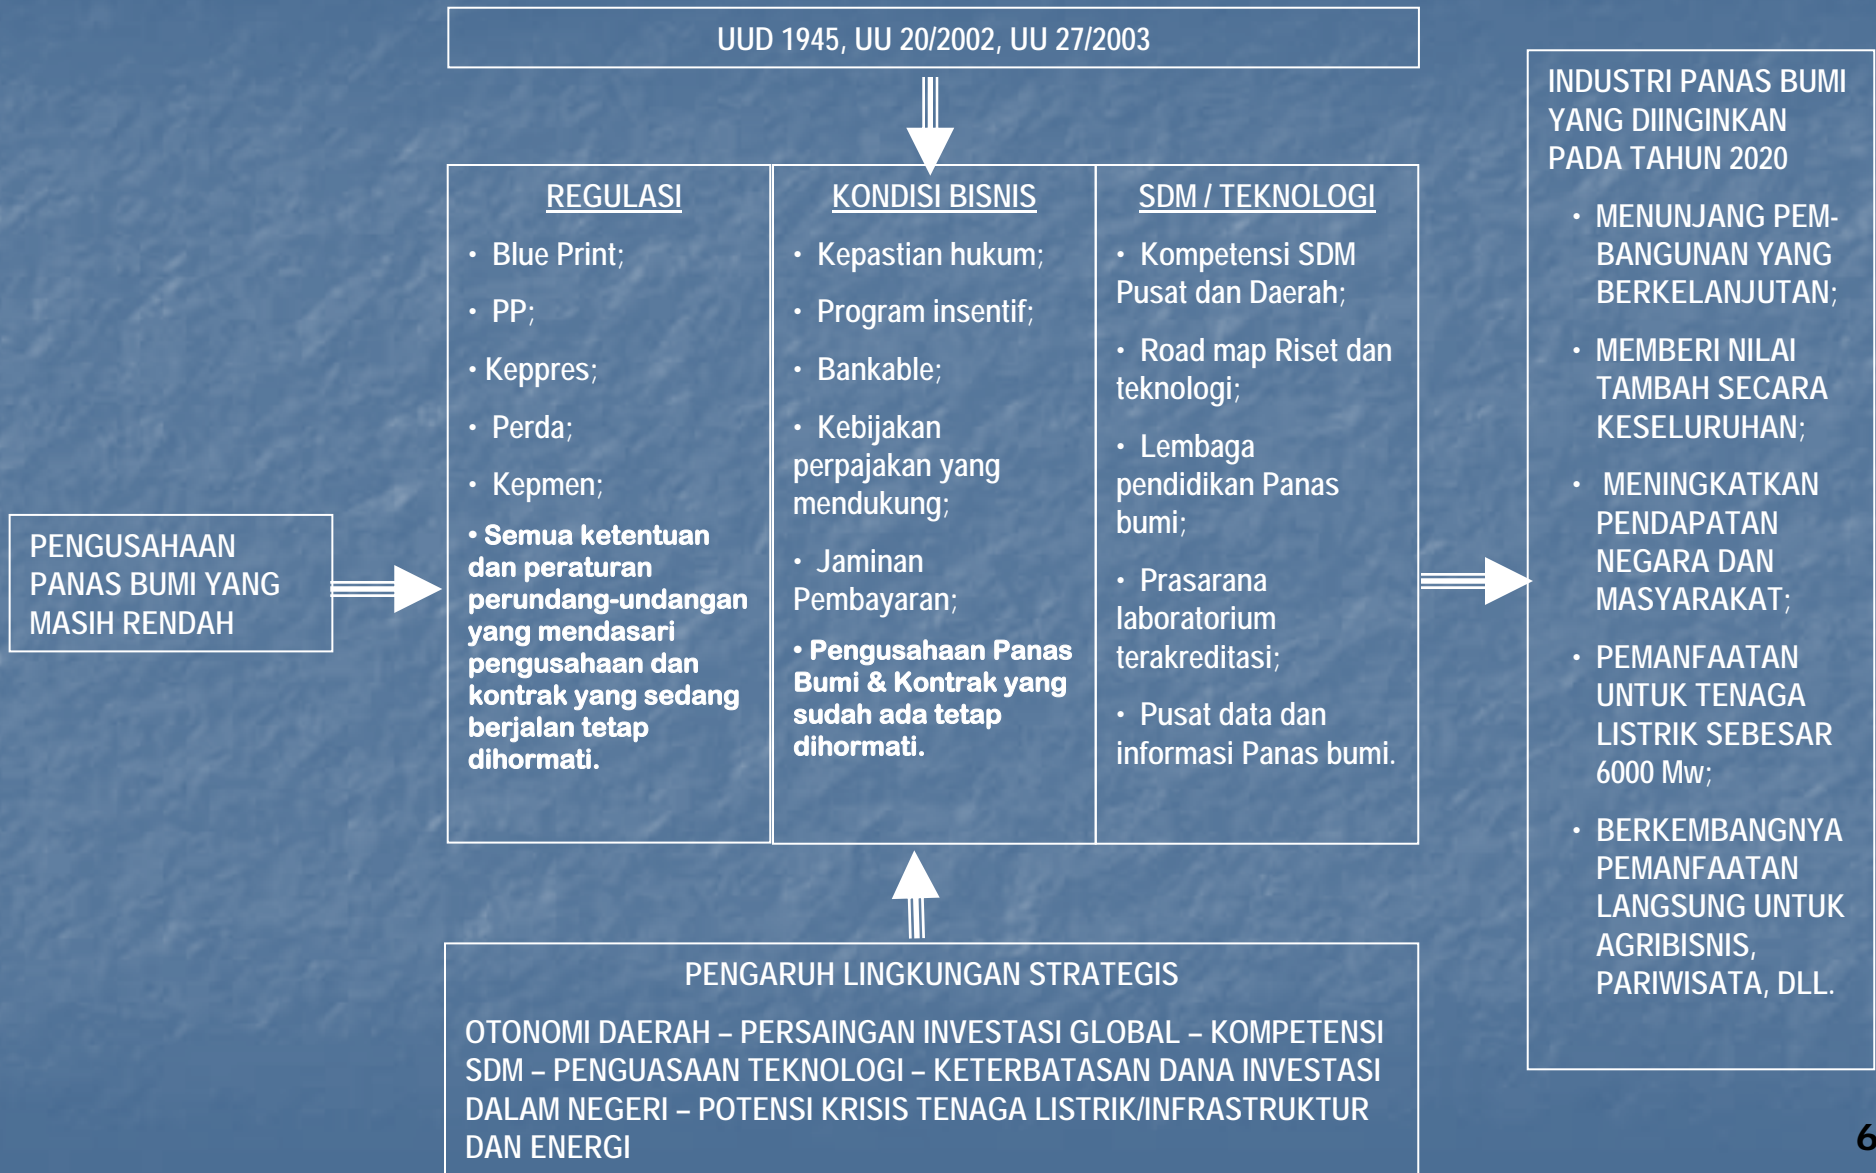 UUD 1945, UU 20/2002, UU 27/2003
PENGUSAHAAN
PANAS BUMI YANG
MASIH RENDAH
REGULASI
• Blue Print;
• PP;
• Keppres;
• Perda;
• Kepmen;
• Semua ketentuan
dan peraturan
perundang-undangan
yang mendasari
pengusahaan dan
kontrak yang sedang
berjalan tetap
dihormati.
KONDISI BISNIS
• Kepastian hukum;
• Program insentif;
• Bankable;
• Kebijakan
perpajakan yang
mendukung;
• Jaminan
Pembayaran;
• Pengusahaan Panas
Bumi & Kontrak yang
sudah ada tetap
dihormati.
SDM / TEKNOLOGI
• Kompetensi SDM
Pusat dan Daerah;
• Road map Riset dan
teknologi;
• Lembaga
pendidikan Panas
bumi;
• Prasarana
laboratorium
terakreditasi;
• Pusat data dan
informasi Panas bumi.
INDUSTRI PANAS BUMI
YANG DIINGINKAN
PADA TAHUN 2020
• MENUNJANG PEM-
BANGUNAN YANG
BERKELANJUTAN;
• MEMBERI NILAI
TAMBAH SECARA
KESELURUHAN;
• MENINGKATKAN
PENDAPATAN
NEGARA DAN
MASYARAKAT;
• PEMANFAATAN
UNTUK TENAGA
LISTRIK SEBESAR
6000 Mw;
• BERKEMBANGNYA
PEMANFAATAN
LANGSUNG UNTUK
AGRIBISNIS,
PARIWISATA, DLL.
PENGARUH LINGKUNGAN STRATEGIS
OTONOMI DAERAH – PERSAINGAN INVESTASI GLOBAL – KOMPETENSI
SDM – PENGUASAAN TEKNOLOGI – KETERBATASAN DANA INVESTASI
DALAM NEGERI – POTENSI KRISIS TENAGA LISTRIK/INFRASTRUKTUR
DAN ENERGI
6